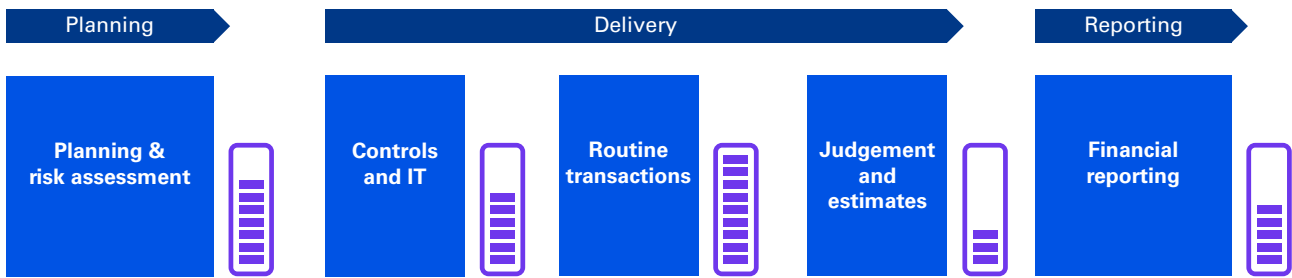 Planning
Delivery
Reporting
Planning &
risk assessment
Controls
and IT
Routine
transactions
Judgement
and
estimates
Financial
reporting